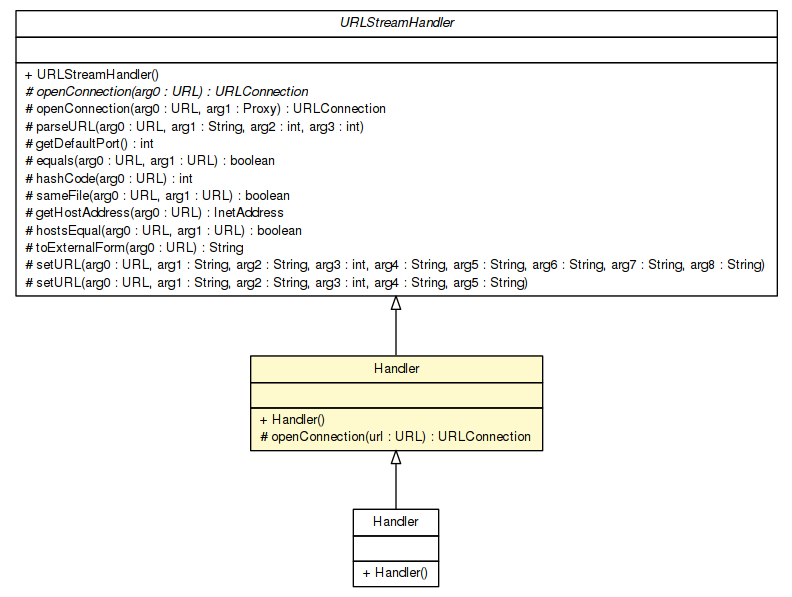 URLStreamHandler
+ URLStreamHandler()
# openConnection(arg0 : URL) : URLConnection
# openConnection(arg0 : URL, arg1 : Proxy) : URLConnection
# parseURL(arg0 : URL, arg1 : String, arg2 : int, arg3 : int)
# getDefaultPort() : int
# equals(arg0 : URL, arg1 : URL) : boolean
# hashCode(arg0 : URL) : int
# sameFile(arg0 : URL, arg1 : URL) : boolean
# getHostAddress(arg0 : URL) : InetAddress
# hostsEqual(arg0 : URL, arg1 : URL) : boolean
# toExternalForm(arg0 : URL) : String
# setURL(arg0 : URL, arg1 : String, arg2 : String, arg3 : int, arg4 : String, arg5 : String, arg6 : String, arg7 : String, arg8 : String)
# setURL(arg0 : URL, arg1 : String, arg2 : String, arg3 : int, arg4 : String, arg5 : String)
Handler
+ Handler()
# openConnection(url : URL) : URLConnection
Handler
+ Handler()